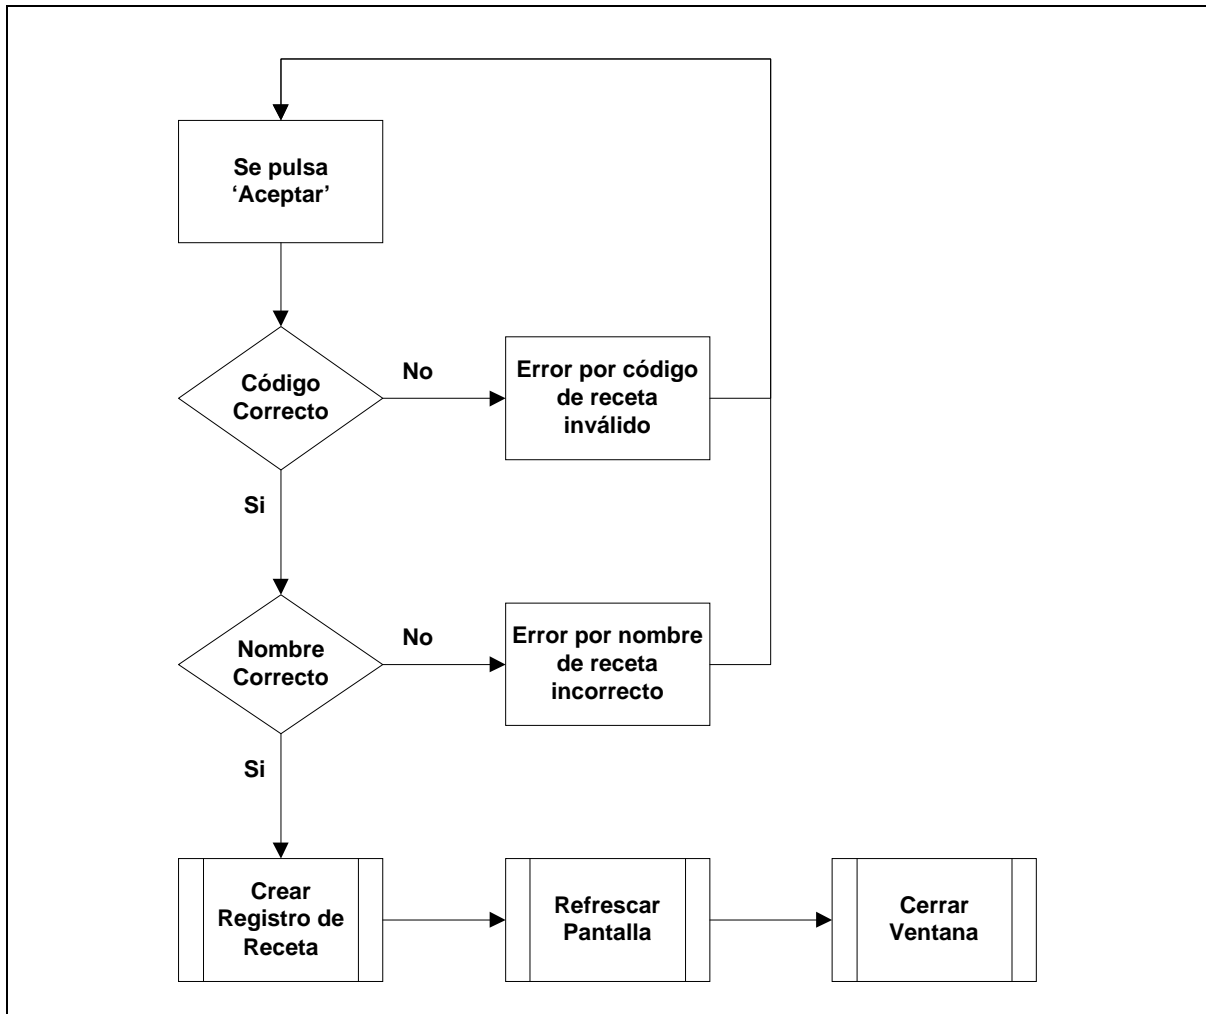 Se pulsa
‘Aceptar’
Código
Correcto
No
Error por código
de receta
inválido
Si
Nombre
Correcto
No
Error por nombre
de receta
incorrecto
Si
Crear
Registro de
Receta
Refrescar
Pantalla
Cerrar
Ventana